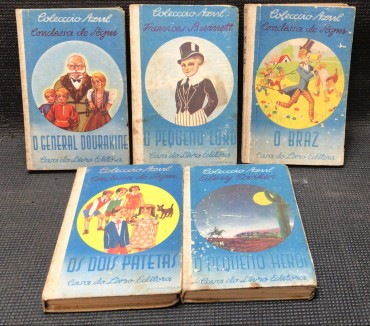 Colecção Azul
Condessa de Ségur
O GENERAL DOURAKINE
Casa do Livro Editora
Colecção Azul
Frances Burnett
O PEQUENO LORD
Casa do Livro Editora
Colecção Azul
Condessa de Ségur
O BRAZ
Casa do Livro Editora
Colecção Azul
Condessa de Ségur
OS DOIS PATETAS
Casa do Livro Editora
Colecção Azul
O PEQUENO HEROI
Casa do Livro Editora